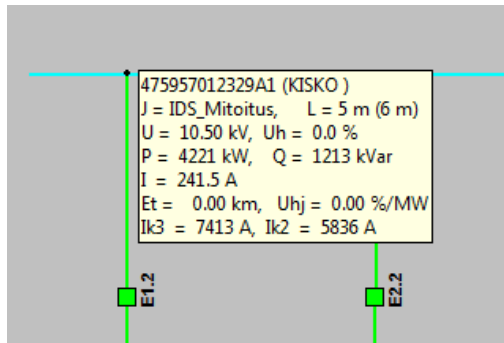 475957012329A1 (KISKO )
J = IDS_Mitoitus, L = 5 m (6 m)
U = 10.50 kV, Uh = 0.0 %
P = 4221 kW, Q = 1213 kVar
I = 241.5 A
Et = 0.00 km, Uhj = 0.00 %/MW
Ik3 = 7413 A, Ik2 = 5836 A
E1.2
E2.2